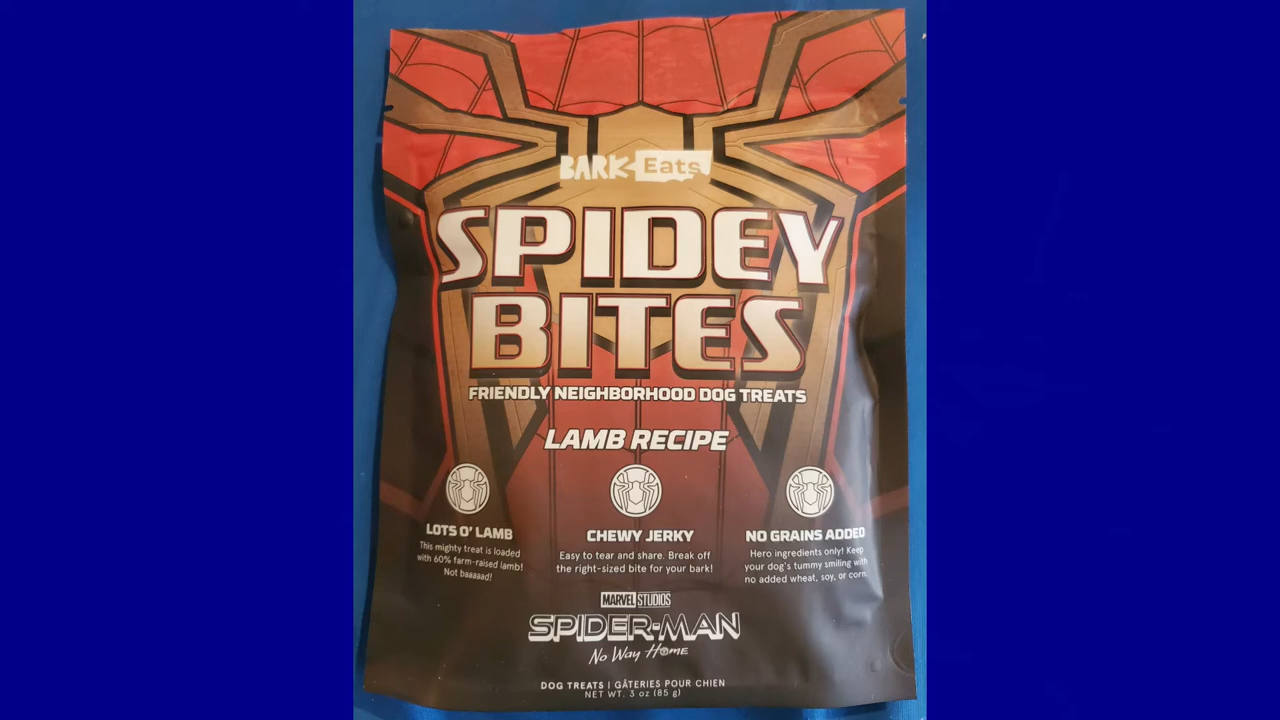 BARK Eats
SPIDEY
BITES
FRIENDLY NEIGHBORHOOD DOG TREATS
LAMB RECIPE
LOTS O' LAMB
This mighty treat is loaded
with 60% farm-raised lamb!
Not baaaaad!
CHEWY JERKY
Easy to tear and share. Break off
the right-sized bite for your bark!
NO GRAINS ADDED
Hero ingredients only! Keep
your dog's tummy smiling with
no added wheat, soy, or corn.
MARVEL STUDIOS
SPIDER-MAN
No Way Home
DOG TREATS | GÂTERIES POUR CHIEN
NET WT. 3 oz (85 g)